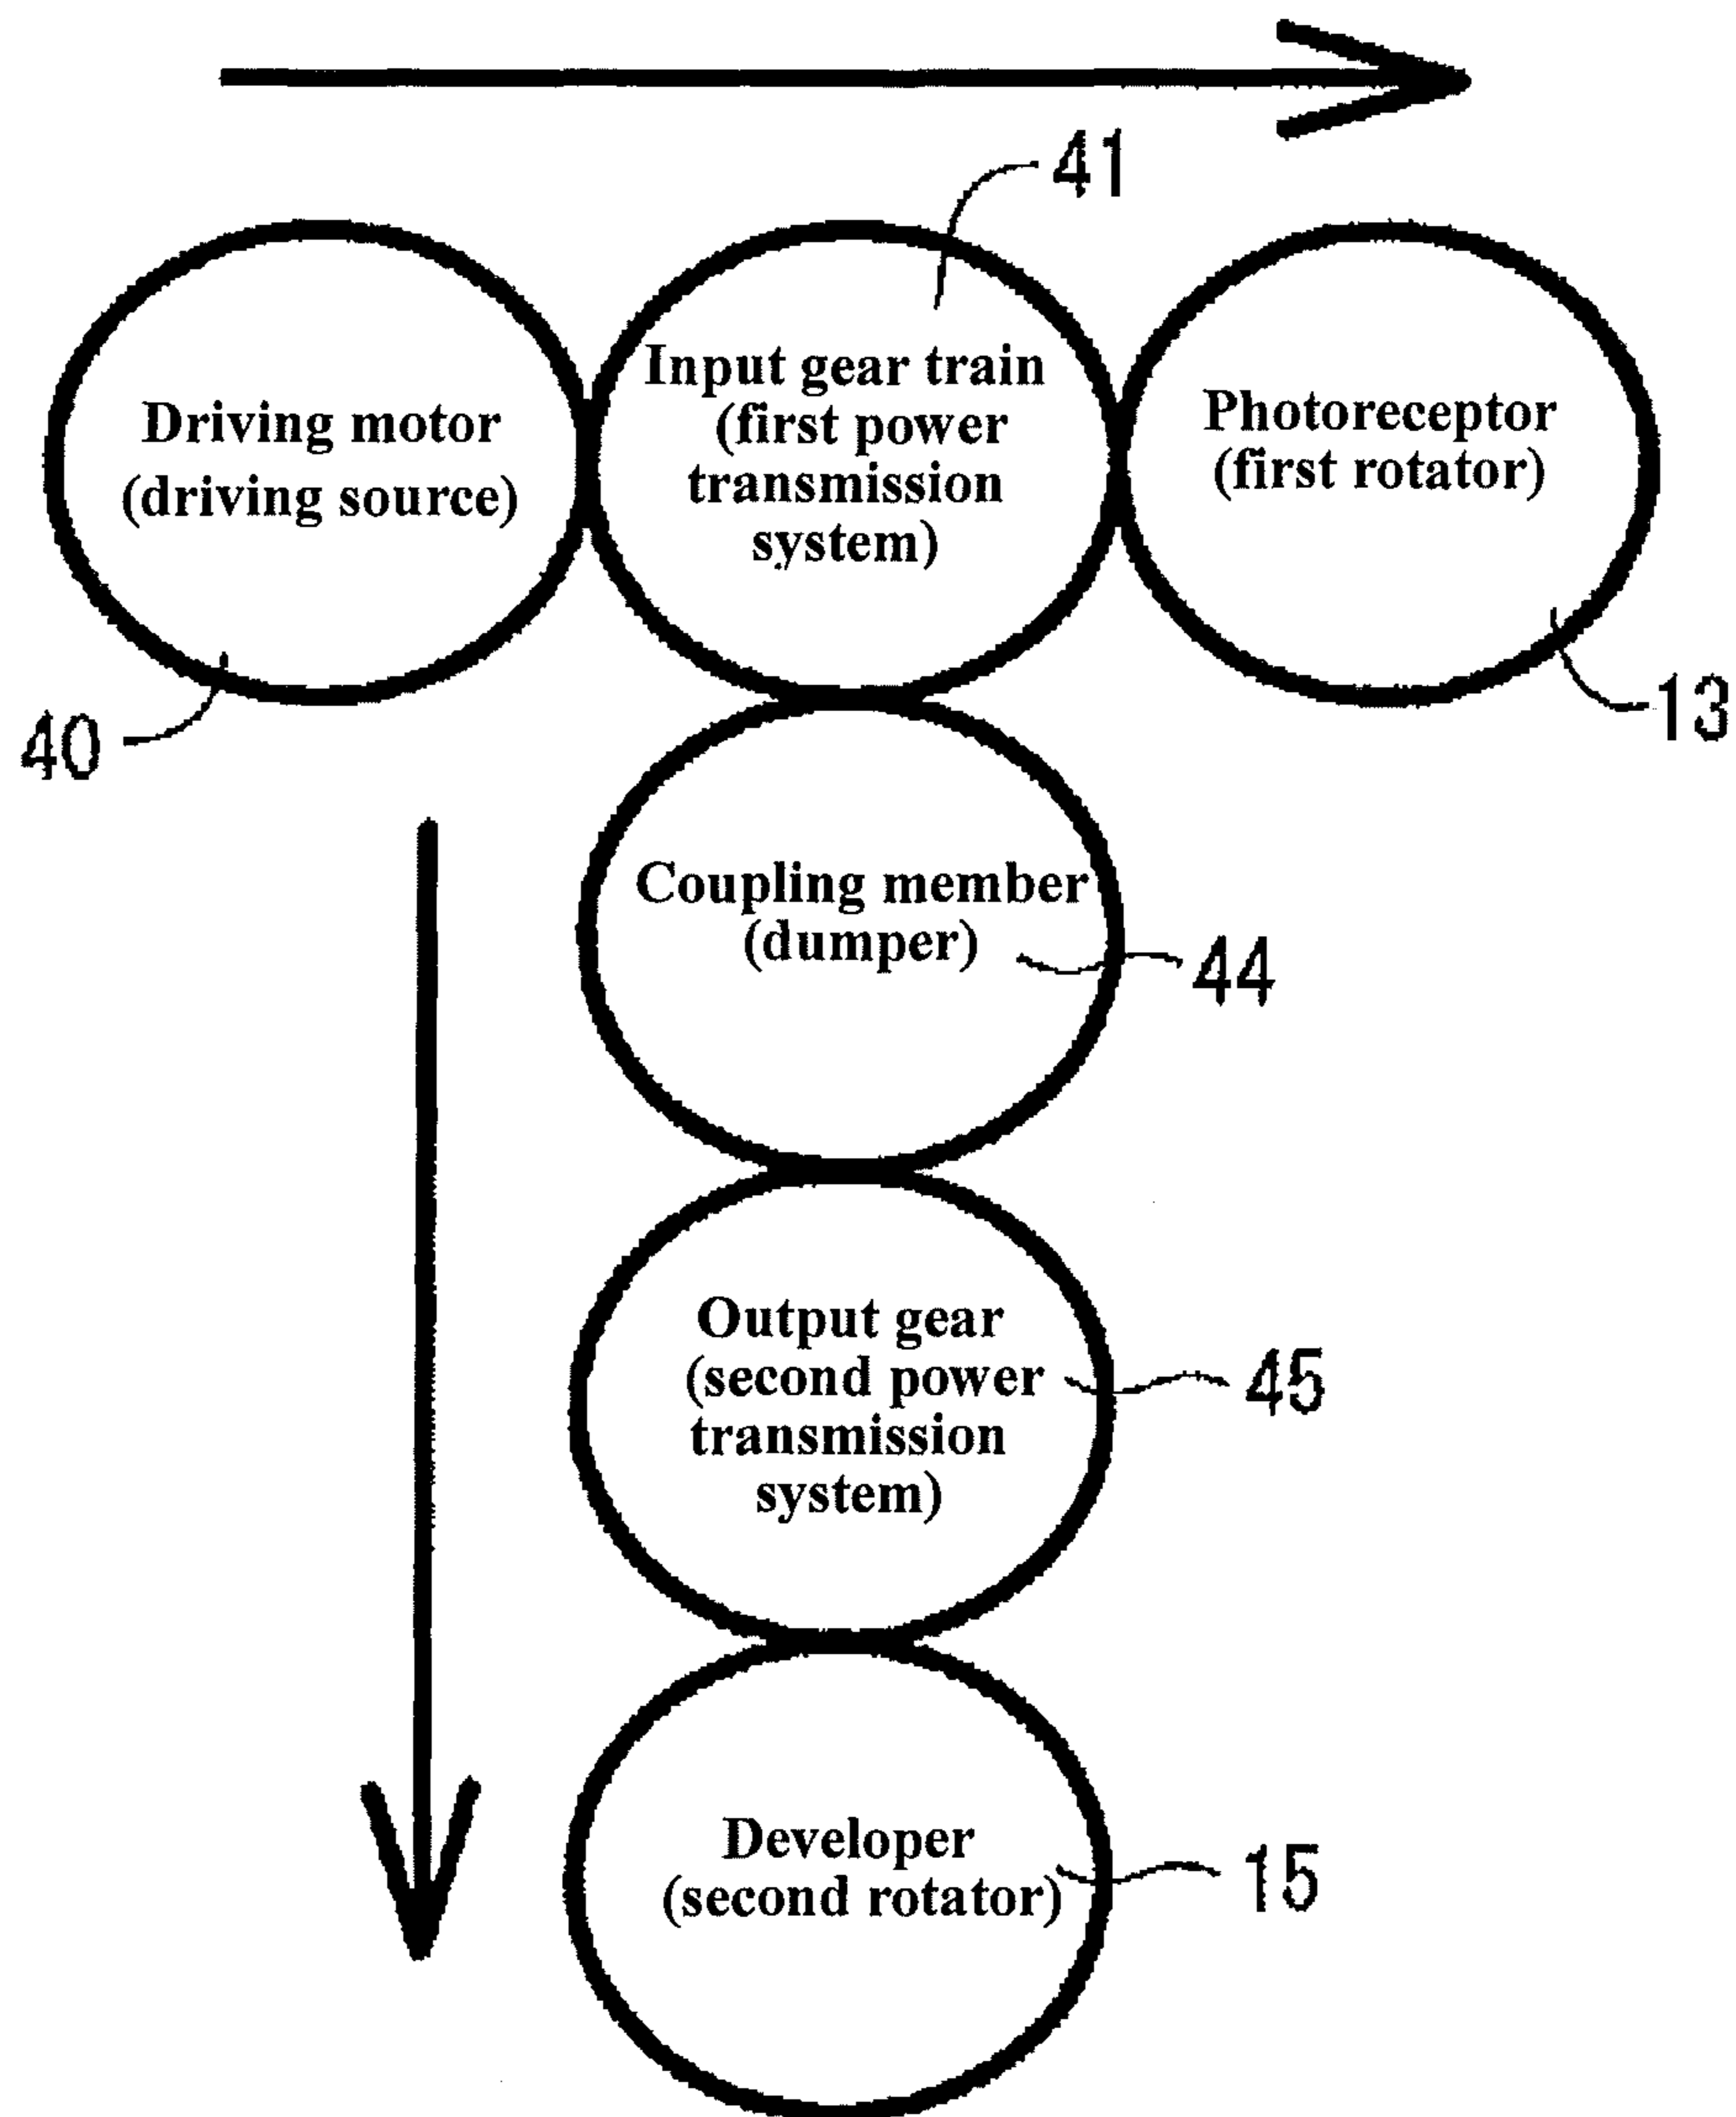 41
Driving motor
(driving source)
Input gear train
(first power
transmission
system)
Photoreceptor
(first rotator)
40
13
Coupling member
(dumper)
44
Output gear
(second power
transmission
system)
45
Developer
(second rotator)
15